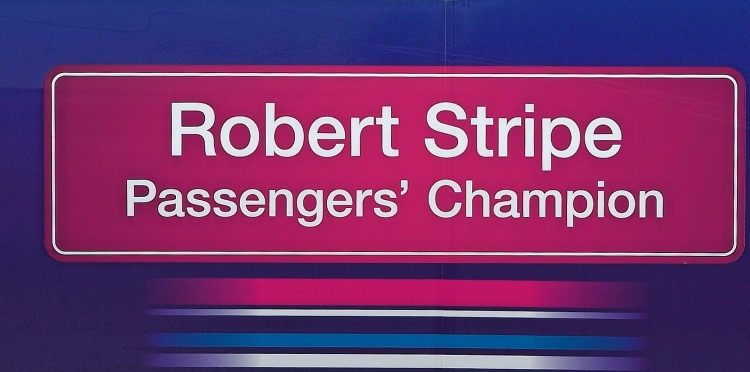 Robert Stripe
Passengers’ Champion